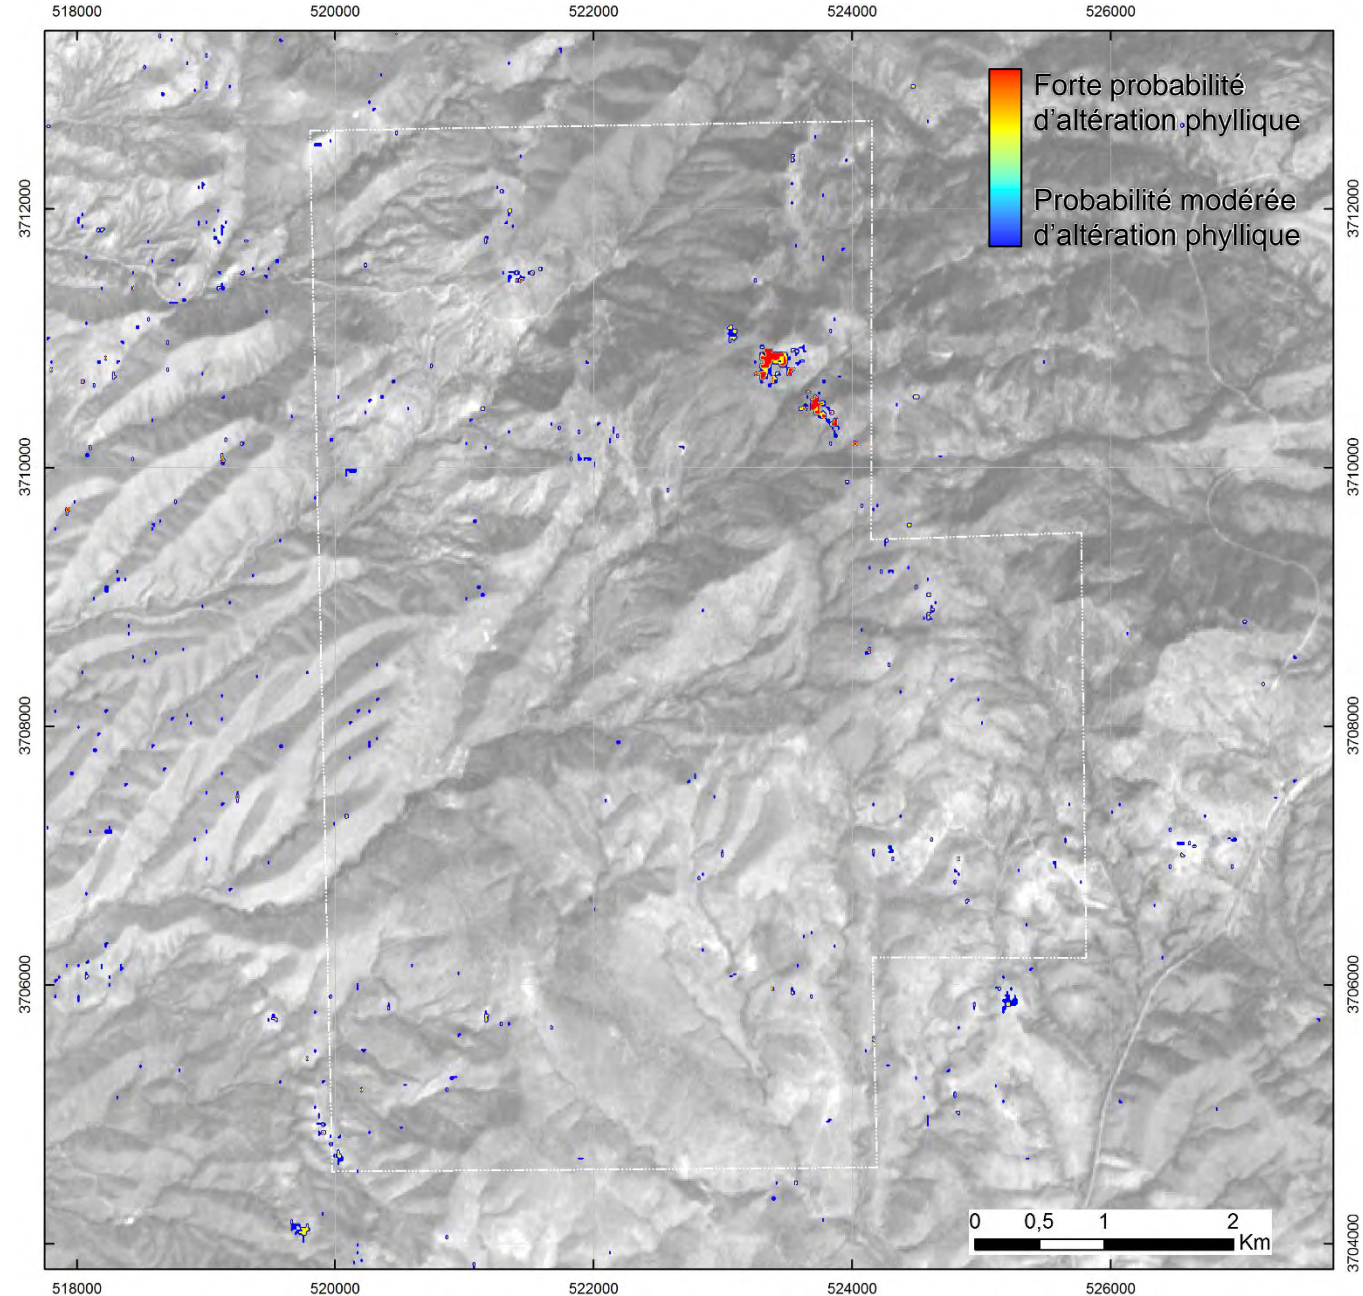 518000 520000 522000 524000 526000
Forte probabilité
d'altération phyllique
Probabilité modérée
d'altération phyllique
3712000 3712000
3710000 3710000
3708000 3708000
3706000 3706000
3704000
0 0,5 1 2
Km
518000 520000 522000 524000 526000